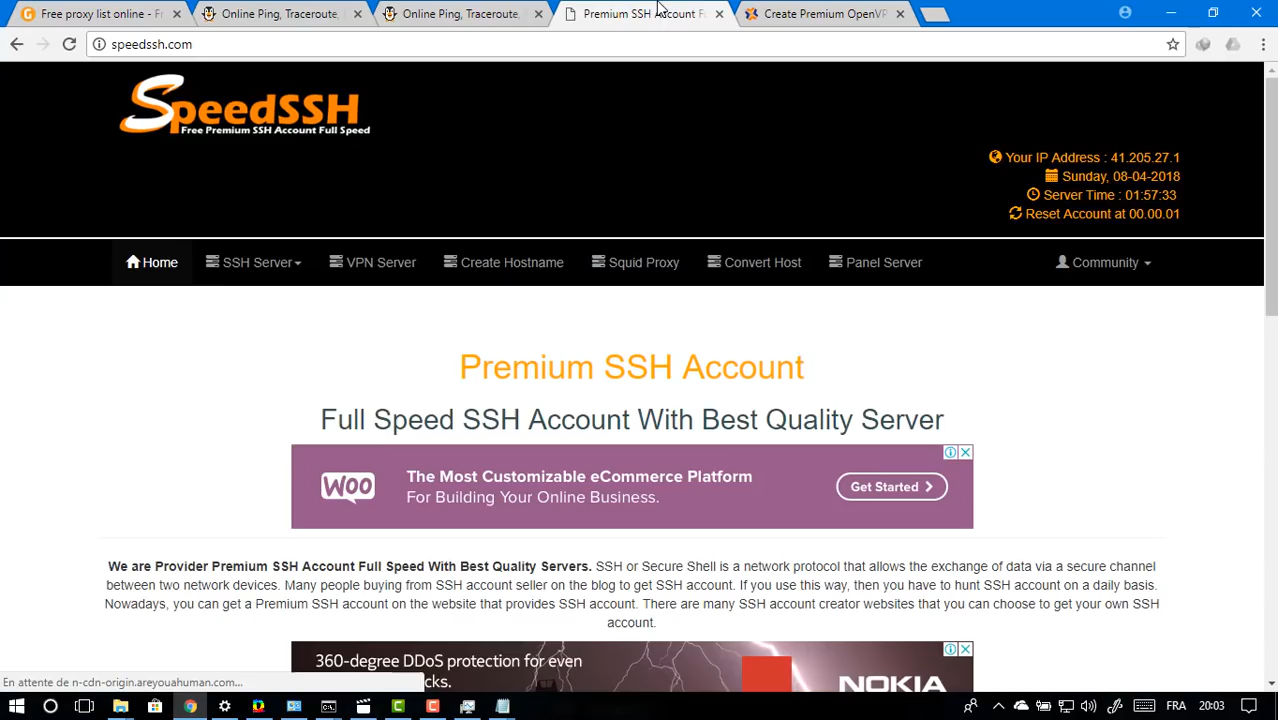 Free proxy list online - Fr
Online Ping, Traceroute,
Online Ping, Traceroute,
Premium SSH Account Fu
Create Premium OpenVP
speedssh.com
SpeedSSH
Free Premium SSH Account Full Speed
Your IP Address : 41.205.27.1
Sunday, 08-04-2018
Server Time : 01:57:33
Reset Account at 00.00.01
Home SSH Server VPN Server Create Hostname Squid Proxy Convert Host Panel Server Community
Premium SSH Account
Full Speed SSH Account With Best Quality Server
WOO
The Most Customizable eCommerce Platform
For Building Your Online Business.
Get Started
We are Provider Premium SSH Account Full Speed With Best Quality Servers. SSH or Secure Shell is a network protocol that allows the exchange of data via a secure channel
between two network devices. Many people buying from SSH account seller on the blog to get SSH account. If you use this way, then you have to hunt SSH account on a daily basis.
Nowadays, you can get a Premium SSH account on the website that provides SSH account. There are many SSH account creator websites that you can choose to get your own SSH
account.
360-degree DDoS protection for even
cks.
NOKIA
En attente de n-cdn-origin.areyouahuman.com...
FRA 20:03